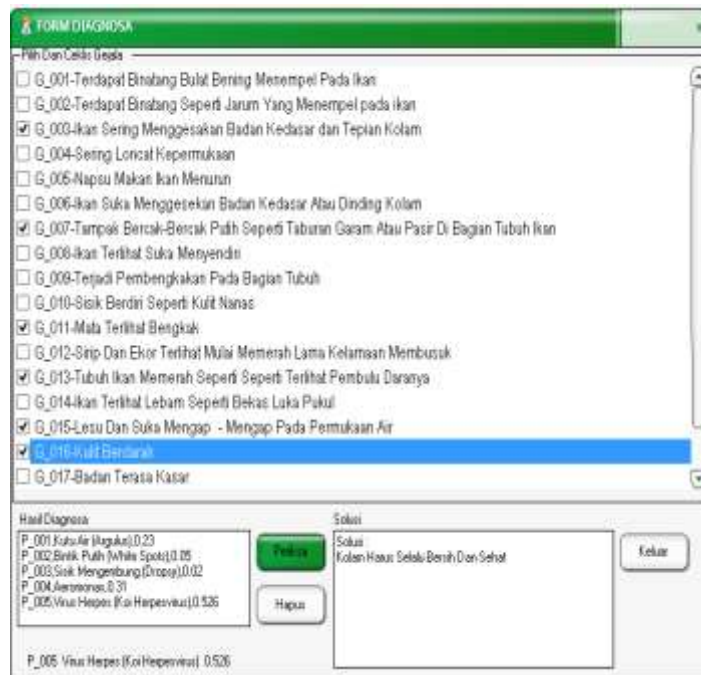 FORM DIAGNOSA
Pilih Dan Ceklis Gejala
G_001-Terdapat Binatang Bulat Bening Menempel Pada Ikan
G_002-Terdapat Binatang Seperti Jarum Yang Menempel pada ikan
G_003-Ikan Sering Menggesakan Badan Kedasar dan Tepian Kolam
G_004-Sering Loncat Kepermukaan
G_005-Napsu Makan Ikan Menurun
G_006-Ikan Suka Menggesekan Badan Kedasar Atau Dinding Kolam
G_007-Tampak Bercak-Bercak Putih Seperti Taburan Garam Atau Pasir Di Bagian Tubuh Ikan
G_008-Ikan Terlihat Suka Menyendiri
G_009-Terjadi Pembengkakan Pada Bagian Tubuh
G_010-Sisik Berdiri Seperti Kulit Nanas
G_011-Mata Terlihat Bengkak
G_012-Sirip Dan Ekor Terlihat Mulai Memerah Lama Kelamaan Membusuk
G_013-Tubuh Ikan Memerah Seperti Seperti Terlihat Pembulu Daranya
G_014-Ikan Terlihat Lebam Seperti Bekas Luka Pukul
G_015-Lesu Dan Suka Mengap - Mengap Pada Permukaan Air
G_016-Kulit Berdarah
G_017-Badan Terasa Kasar
Hasil Diagnosa
P_001,Kutu Air (Argulus),0.23
P_002,Bintik Putih (White Spots),0.05
P_003,Sisik Mengembung (Dropsy),0.02
P_004,Aeromonas,0.31
P_005,Virus Herpes (Koi Herpesvirus),0.526
P_005 Virus Herpes (Koi Herpesvirus) 0.526
Periksa
Hapus
Solusi
Solusi
Kolam Harus Selalu Bersih Dan Sehat
Keluar